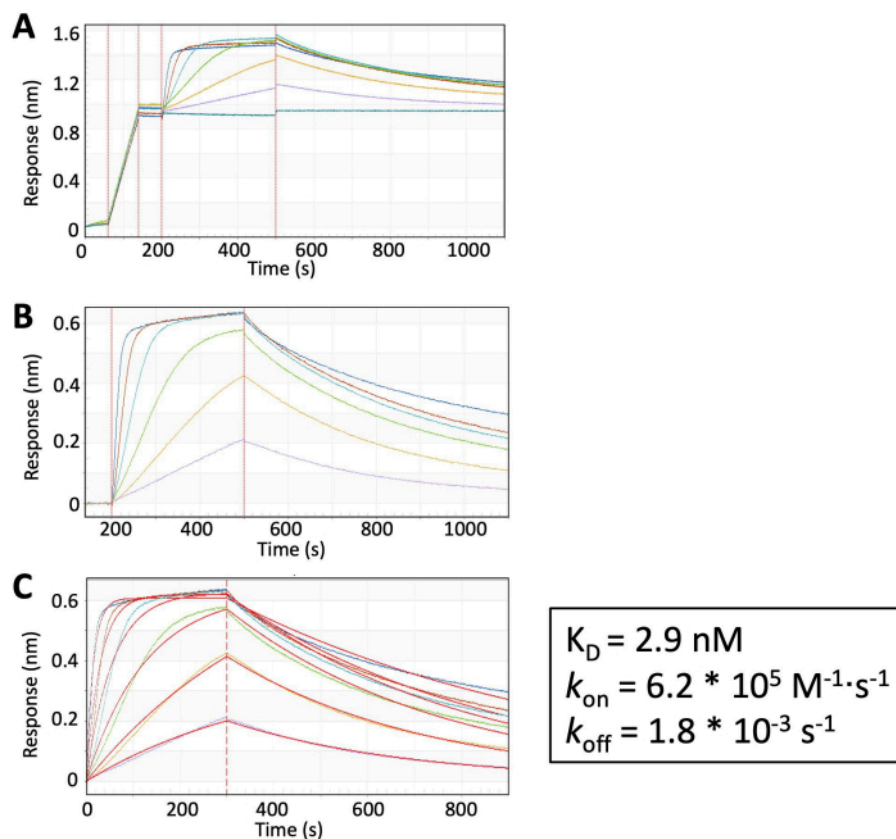 A
Response (nm)
1.6
1.2
0.8
0.4
0
0 200 400 600 800 1000
Time (s)
B
Response (nm)
0.6
0.4
0.2
0
200 400 600 800 1000
Time (s)
C
Response (nm)
0.6
0.4
0.2
0
0 200 400 600 800
Time (s)
K_D = 2.9 nM
k_on = 6.2 * 10⁵ M⁻¹·s⁻¹
k_off = 1.8 * 10⁻³ s⁻¹